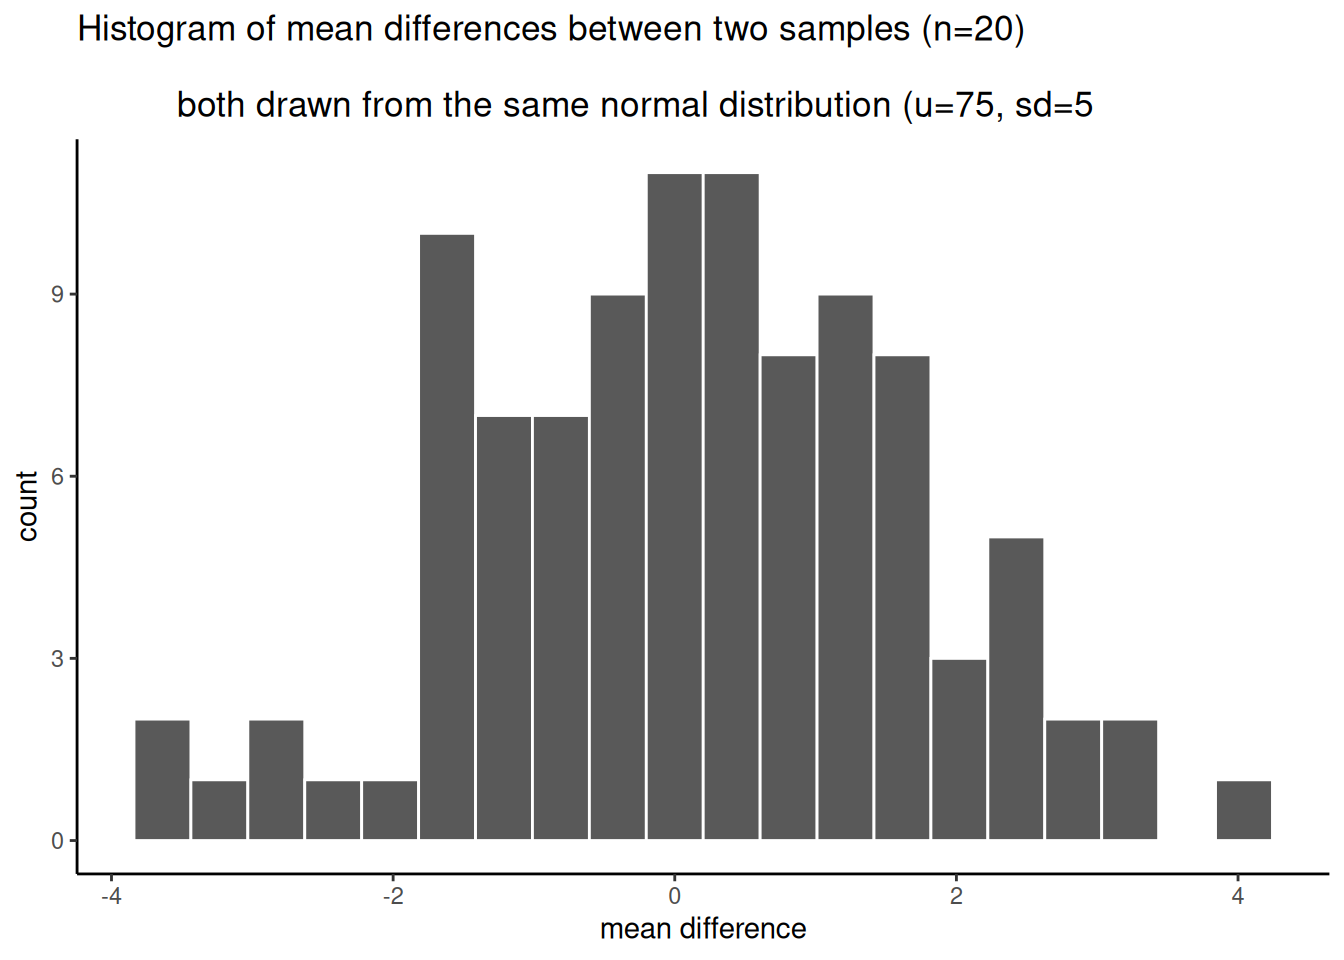 Histogram of mean differences between two samples (n=20)
both drawn from the same normal distribution (u=75, sd=5
9
6
3
0
count
-4
-2
0
2
4
mean difference